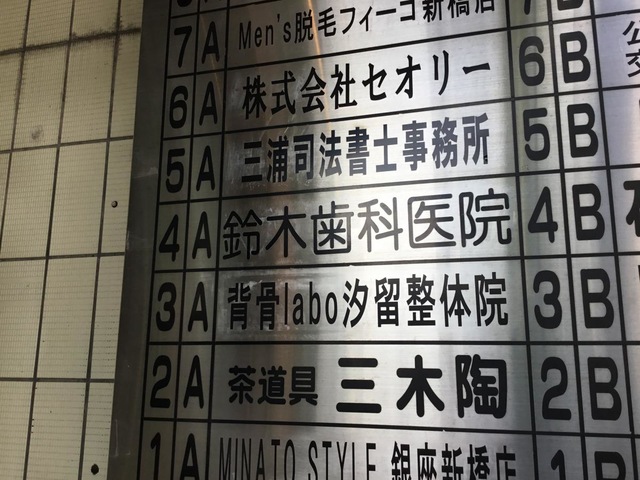 7 A Men's脱毛フィーゴ新橋店 7 B
6 A 株式会社セオリー 6 B
5 A 三浦司法書士事務所 5 B
4 A 鈴木歯科医院 4 B
3 A 背骨labo汐留整体院 3 B
2 A 茶道具 三木陶 2 B
1 A MINATO STYLE 銀座新橋店 1 B